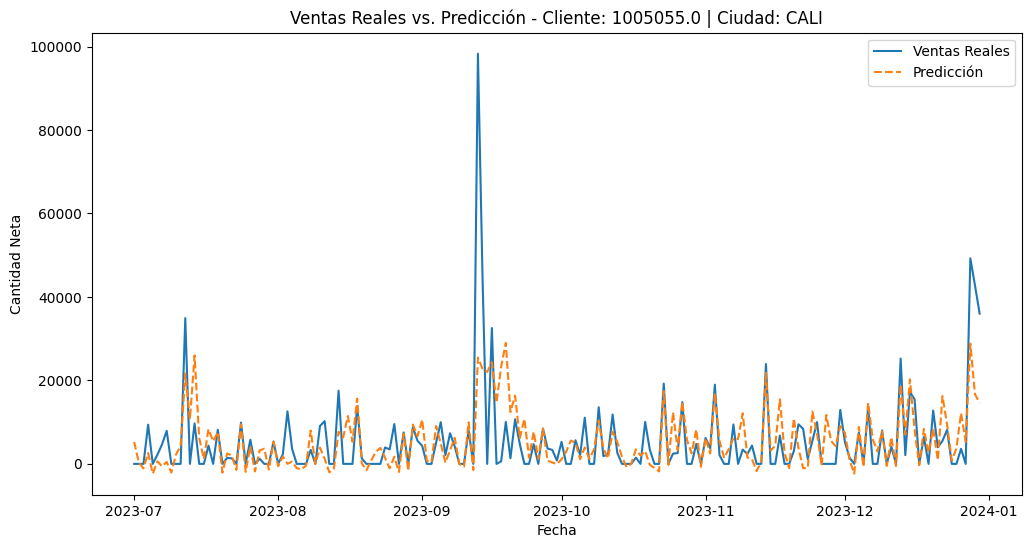 Ventas Reales vs. Predicción - Cliente: 1005055.0 | Ciudad: CALI
Ventas Reales
Predicción
100000
80000
60000
40000
20000
0
Cantidad Neta
2023-07
2023-08
2023-09
2023-10
2023-11
2023-12
2024-01
Fecha